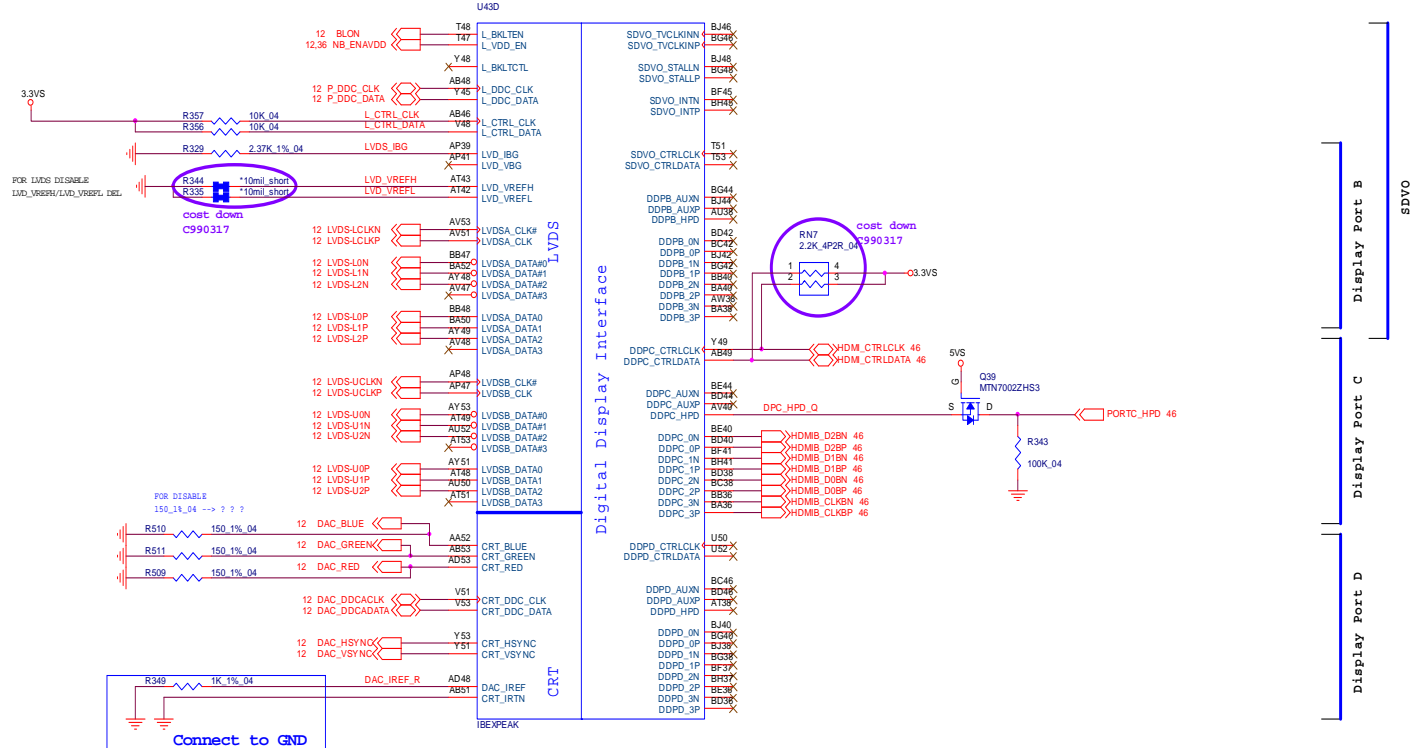 U43D
12 BLON
12,36 NB_ENAVDD
T48
T47
L_BKLTEN
L_VDD_EN
Y48
L_BKLTCTL
12 P_DDC_CLK
12 P_DDC_DATA
AB48
Y45
L_DDC_CLK
L_DDC_DATA
3.3VS
R357 10K_04 L_CTRL_CLK AB46 L_CTRL_CLK
R356 10K_04 L_CTRL_DATA V48 L_CTRL_DATA
R329 2.37K_1%_04 LVDS_IBG AP39 LVD_IBG
AP41 LVD_VBG
FOR LVDS DISABLE
LVD_VREFH/LVD_VREFL DEL
R344 *10mil_short LVD_VREFH AT43 LVD_VREFH
R335 *10mil_short LVD_VREFL AT42 LVD_VREFL
cost down
C990317
12 LVDS-LCLKN AV53 LVDSA_CLK#
12 LVDS-LCLKP AV51 LVDSA_CLK
12 LVDS-L0N BB47 LVDSA_DATA#0
12 LVDS-L1N BA52 LVDSA_DATA#1
12 LVDS-L2N AY48 LVDSA_DATA#2
AV47 LVDSA_DATA#3
12 LVDS-L0P BB48 LVDSA_DATA0
12 LVDS-L1P BA50 LVDSA_DATA1
12 LVDS-L2P AY49 LVDSA_DATA2
AV48 LVDSA_DATA3
12 LVDS-UCLKN AP48 LVDSB_CLK#
12 LVDS-UCLKP AP47 LVDSB_CLK
12 LVDS-U0N AY53 LVDSB_DATA#0
12 LVDS-U1N AT49 LVDSB_DATA#1
12 LVDS-U2N AU52 LVDSB_DATA#2
AT53 LVDSB_DATA#3
12 LVDS-U0P AY51 LVDSB_DATA0
12 LVDS-U1P AT48 LVDSB_DATA1
12 LVDS-U2P AU50 LVDSB_DATA2
AT51 LVDSB_DATA3
LVDS
FOR DISABLE
150_1%_04 --> ? ? ?
12 DAC_BLUE
R510 150_1%_04 AA52 CRT_BLUE
12 DAC_GREEN
R511 150_1%_04 AB53 CRT_GREEN
12 DAC_RED
R509 150_1%_04 AD53 CRT_RED
12 DAC_DDCACLK V51 CRT_DDC_CLK
12 DAC_DDCADATA V53 CRT_DDC_DATA
12 DAC_HSYNC Y53 CRT_HSYNC
12 DAC_VSYNC Y51 CRT_VSYNC
R349 1K_1%_04 DAC_IREF_R AD48 DAC_IREF
AB51 CRT_IRTN
CRT
Connect to GND
IBEXPEAK
Digital Display Interface
SDVO_TVCLKINN BJ46
SDVO_TVCLKINP BG46
SDVO_STALLN BJ48
SDVO_STALLP BG48
SDVO_INTN BF45
SDVO_INTP BH45
SDVO_CTRLCLK T51
SDVO_CTRLDATA T53
DDPB_AUXN BG44
DDPB_AUXP BJ44
DDPB_HPD AU38
DDPB_0N BD42
DDPB_0P BC42
DDPB_1N BJ42
DDPB_1P BG42
DDPB_2N BB40
DDPB_2P BA40
DDPB_3N AW38
DDPB_3P BA38
RN7
2.2K_4P2R_04
cost down
C990317
1 4
2 3
3.3VS
DDPC_CTRLCLK Y49 HDMI_CTRLCLK 46
DDPC_CTRLDATA AB49 HDMI_CTRLDATA 46
DDPC_AUXN BE44
DDPC_AUXP BD44
DDPC_HPD AV40 DPC_HPD_Q
5VS
G
Q39
MTN7002ZHS3
S D
PORTC_HPD 46
R343
100K_04
DDPC_0N BE40 HDMIB_D2BN 46
DDPC_0P BD40 HDMIB_D2BP 46
DDPC_1N BF41 HDMIB_D1BN 46
DDPC_1P BH41 HDMIB_D1BP 46
DDPC_2N BD38 HDMIB_D0BN 46
DDPC_2P BC38 HDMIB_D0BP 46
DDPC_3N BB36 HDMIB_CLKBN 46
DDPC_3P BA36 HDMIB_CLKBP 46
DDPD_CTRLCLK U50
DDPD_CTRLDATA U52
DDPD_AUXN BC46
DDPD_AUXP BD46
DDPD_HPD AT38
DDPD_0N BJ40
DDPD_0P BG40
DDPD_1N BJ38
DDPD_1P BG38
DDPD_2N BF37
DDPD_2P BH37
DDPD_3N BE36
DDPD_3P BD36
Display Port B
SDVO
Display Port C
Display Port D